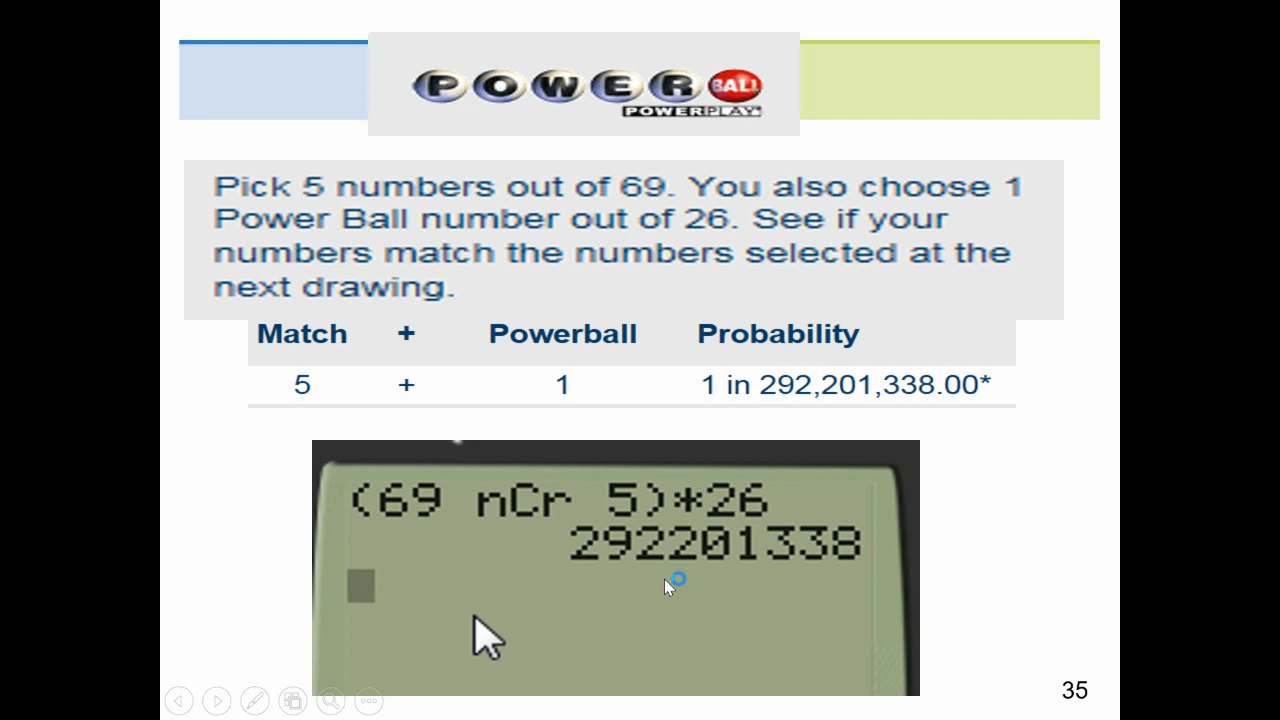 POWER BALL
POWERPLAY
Pick 5 numbers out of 69. You also choose 1
Power Ball number out of 26. See if your
numbers match the numbers selected at the
next drawing.
Match + Powerball Probability
5 + 1 1 in 292,201,338.00*
(69 nCr 5)*26
292201338
35